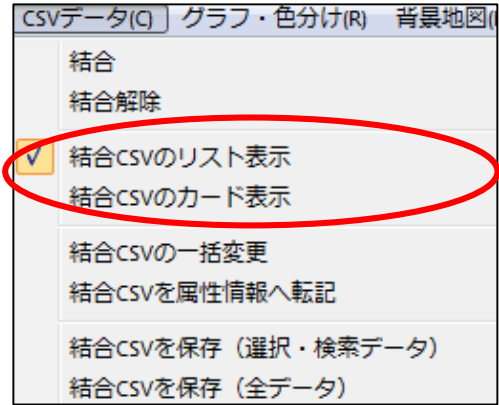 CSVデータ(C) グラフ・色分け(R) 背景地図(
結合
結合解除
結合CSVのリスト表示
結合CSVのカード表示
結合CSVの一括変更
結合CSVを属性情報へ転記
結合CSVを保存（選択・検索データ）
結合CSVを保存（全データ）